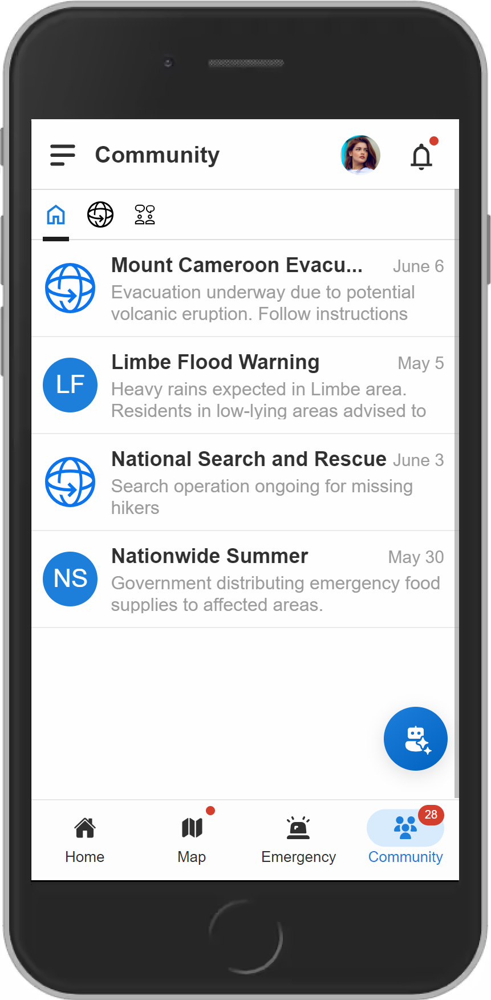 Community
Mount Cameroon Evacu... June 6
Evacuation underway due to potential
volcanic eruption. Follow instructions
LF
Limbe Flood Warning May 5
Heavy rains expected in Limbe area.
Residents in low-lying areas advised to
National Search and Rescue June 3
Search operation ongoing for missing
hikers
NS
Nationwide Summer May 30
Government distributing emergency food
supplies to affected areas.
28
Home Map Emergency Community